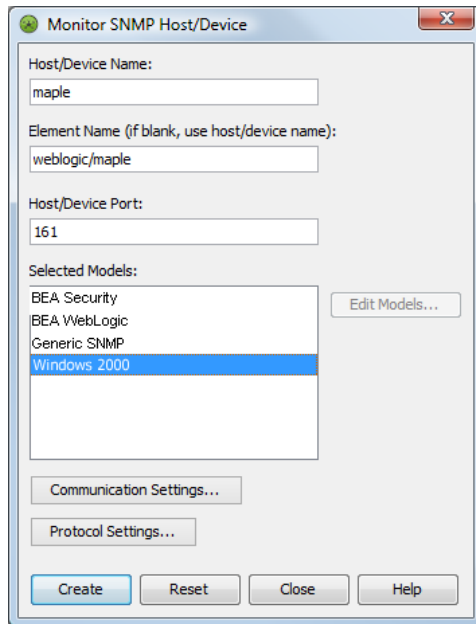 Monitor SNMP Host/Device
Host/Device Name:
maple
Element Name (if blank, use host/device name):
weblogic/maple
Host/Device Port:
161
Selected Models:
BEA Security
BEA WebLogic
Generic SNMP
Windows 2000
Edit Models...
Communication Settings...
Protocol Settings...
Create Reset Close Help